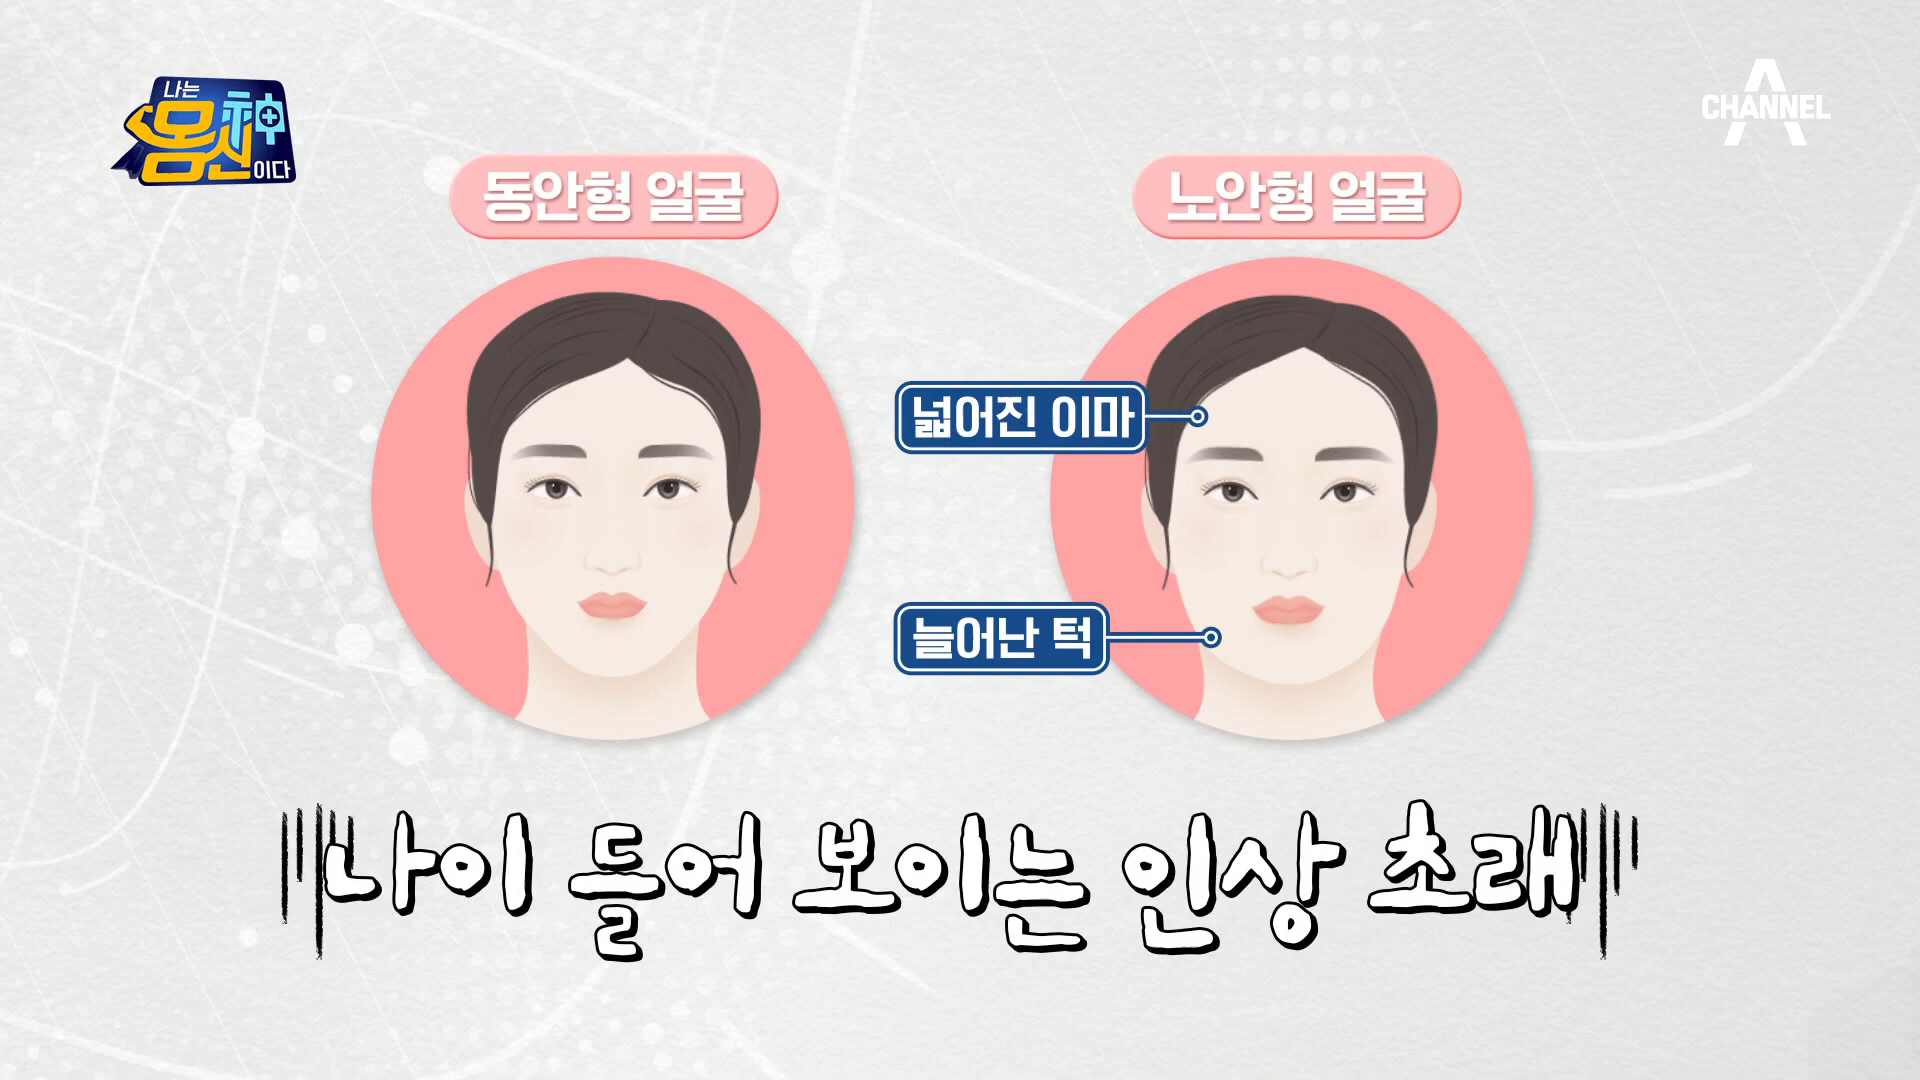 나는
몸신神
이다
CHANNEL A
동안형 얼굴
노안형 얼굴
넓어진 이마
늘어난 턱
나이 들어 보이는 인상 초래